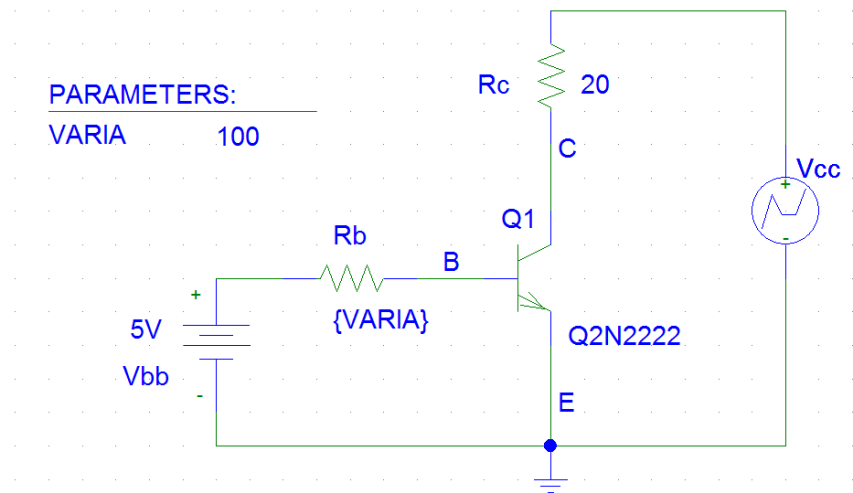 PARAMETERS:
VARIA 100
Rc 20
C
Vcc
+
-
Q1
Rb
B
+
{VARIA}
5V
Q2N2222
Vbb
-
E